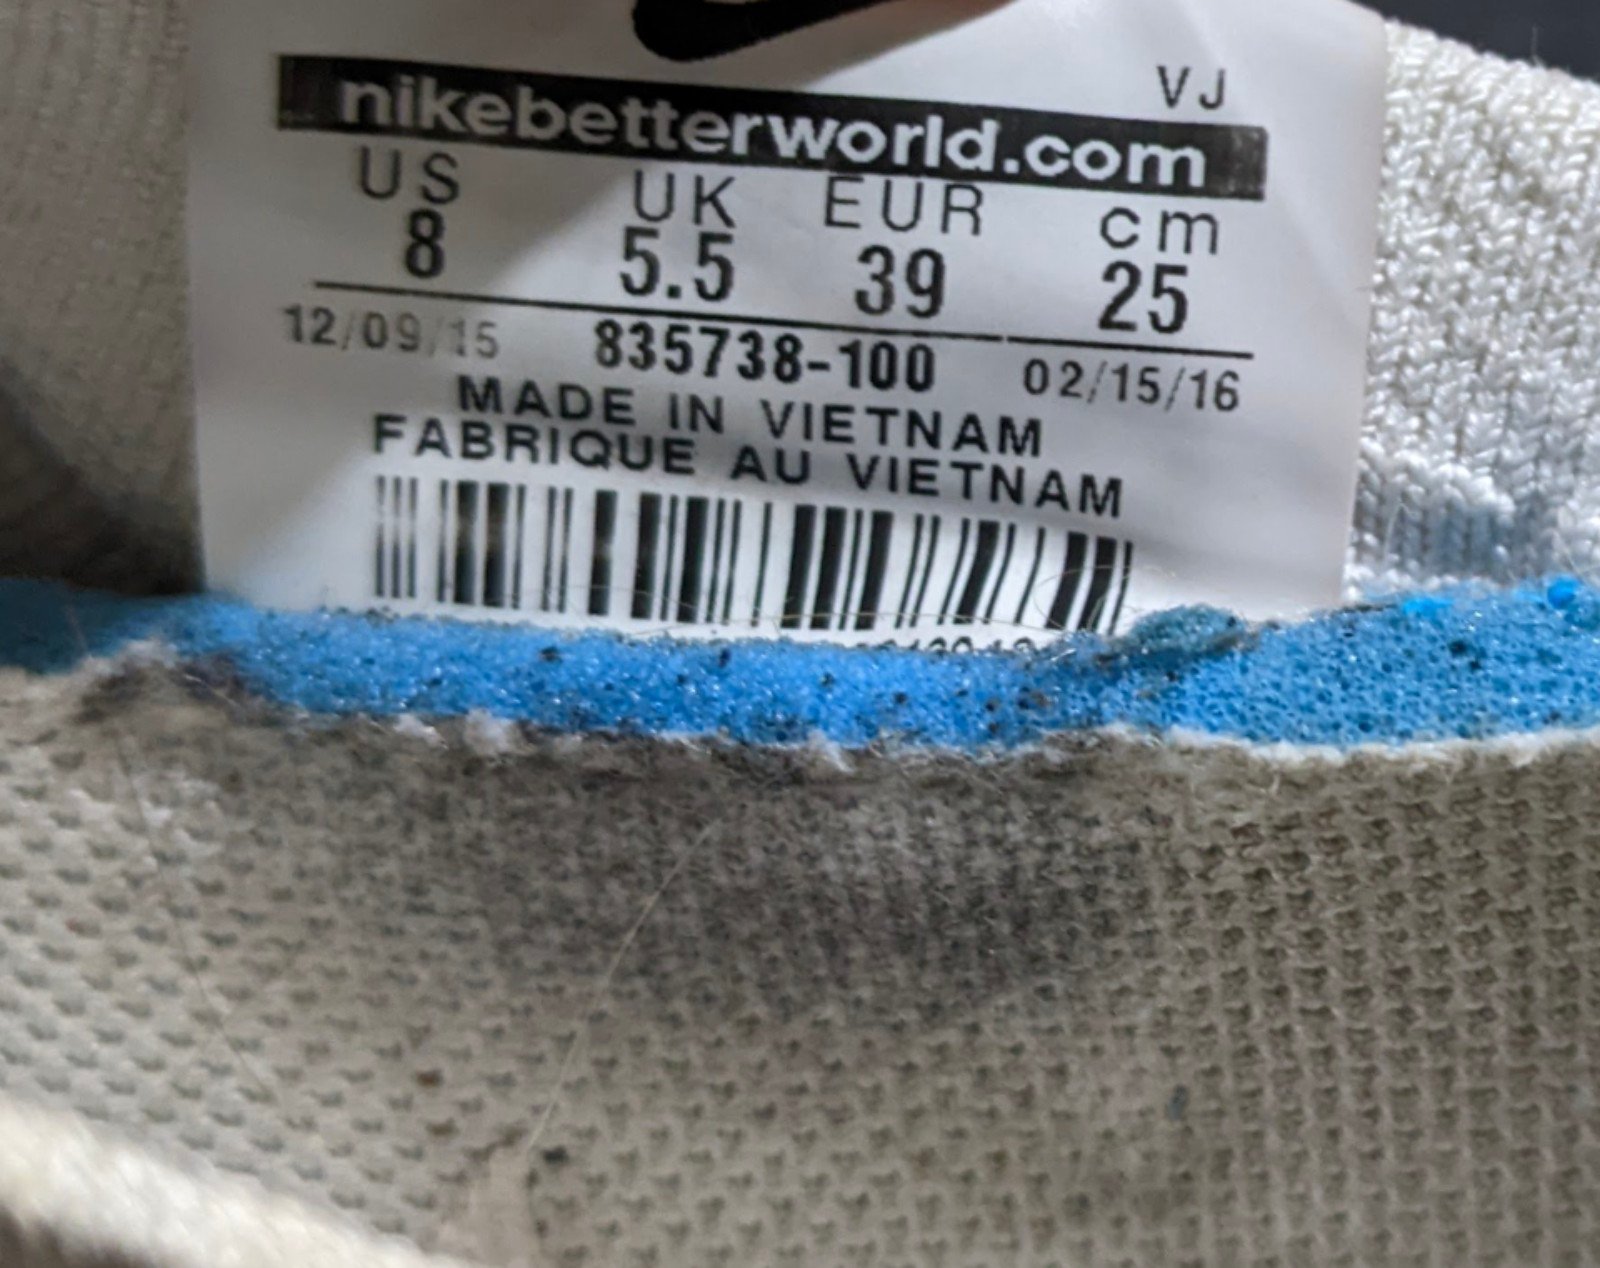 VJ
nikebetterworld.com
US UK EUR cm
8 5.5 39 25
12/09/15 835738-100 02/15/16
MADE IN VIETNAM
FABRIQUE AU VIETNAM